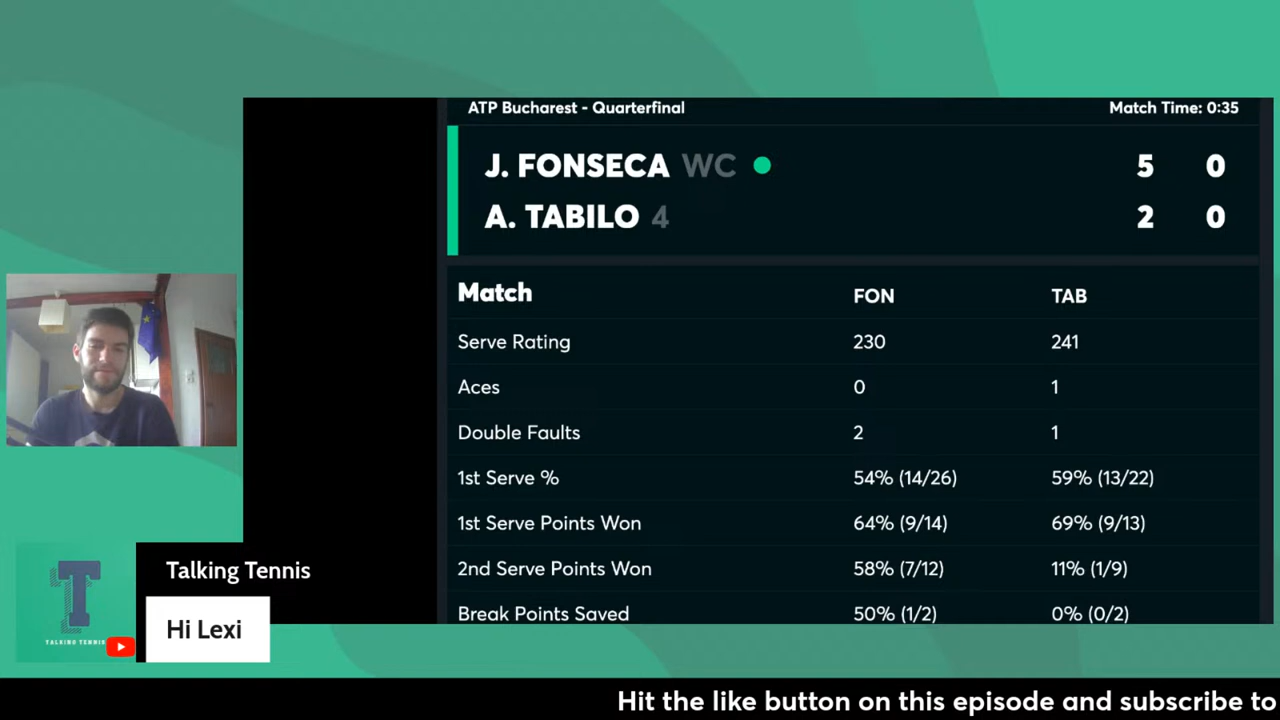 ATP Bucharest - Quarterfinal Match Time: 0:35
J. FONSECA WC 5 0
A. TABILO 4 2 0
Match FON TAB
Serve Rating 230 241
Aces 0 1
Double Faults 2 1
1st Serve % 54% (14/26) 59% (13/22)
1st Serve Points Won 64% (9/14) 69% (9/13)
2nd Serve Points Won 58% (7/12) 11% (1/9)
Break Points Saved 50% (1/2) 0% (0/2)
T
TALKING TENNIS
Talking Tennis
Hi Lexi
Hit the like button on this episode and subscribe to